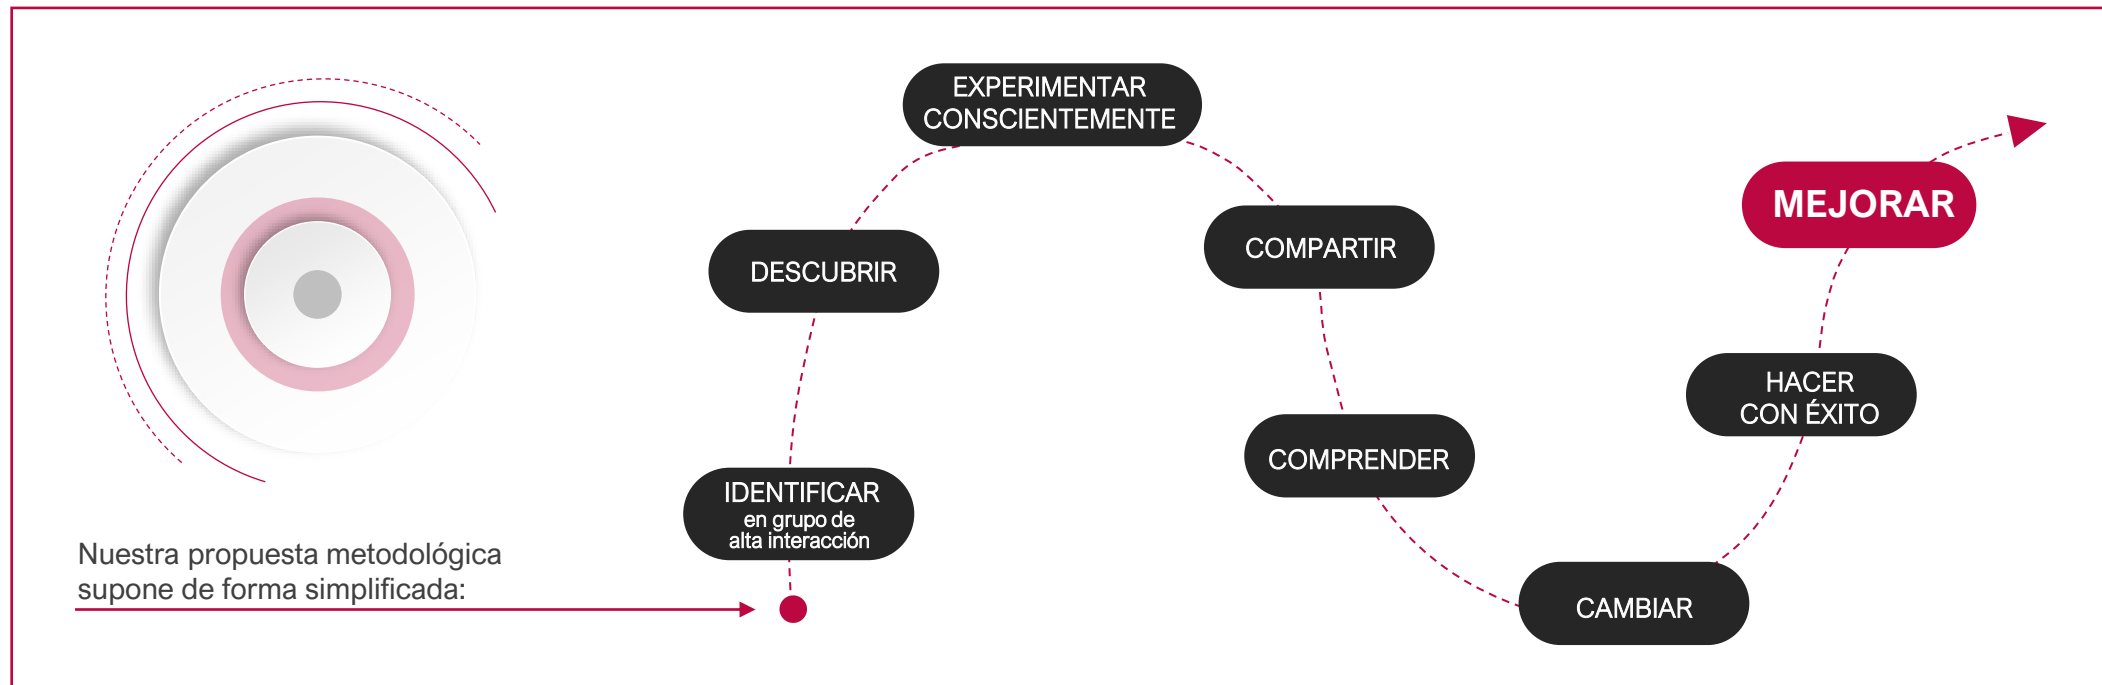 Nuestra propuesta metodológica
supone de forma simplificada:
IDENTIFICAR
en grupo de
alta interacción
DESCUBRIR
EXPERIMENTAR
CONSCIENTEMENTE
COMPARTIR
COMPRENDER
CAMBIAR
HACER
CON ÉXITO
MEJORAR